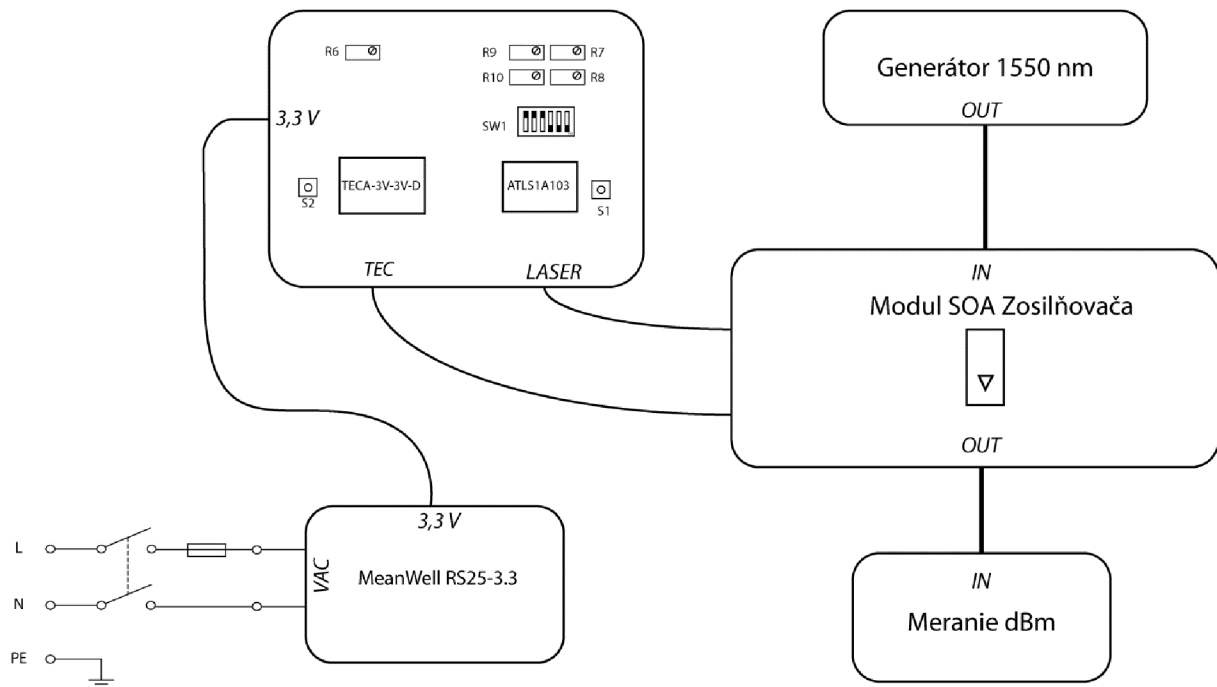 R6
R9
R7
R10
R8
3,3 V
SW1
TECA-3V-3V-D
ATLS1A103
S2
S1
TEC
LASER
Generátor 1550 nm
OUT
IN
Modul SOA Zosilňovača
OUT
3,3 V
VAC
MeanWell RS25-3.3
L
N
PE
IN
Meranie dBm